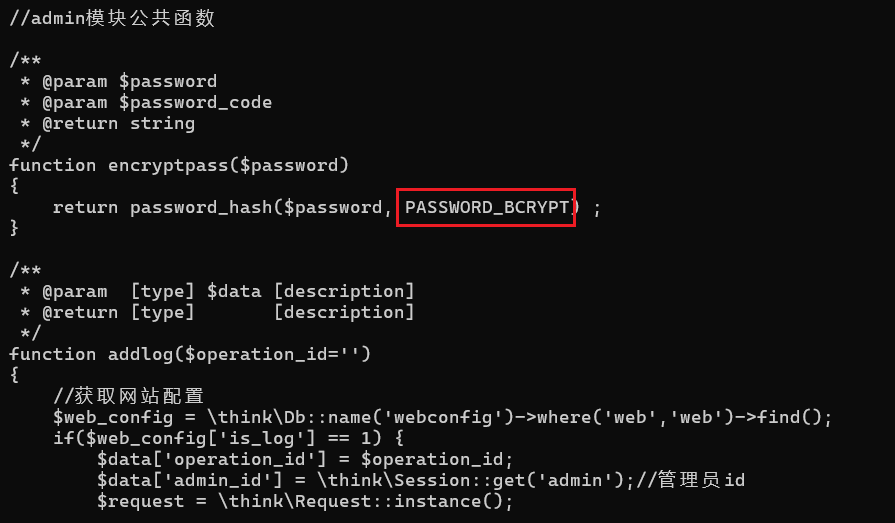 //admin模块公共函数
/**
 * @param $password
 * @param $password_code
 * @return string
 */
function encryptpass($password)
{
    return password_hash($password, PASSWORD_BCRYPT) ;
}
/**
 * @param  [type] $data [description]
 * @return [type]       [description]
 */
function addlog($operation_id='')
{
    //获取网站配置
    $web_config = \think\Db::name('webconfig')->where('web','web')->find();
    if($web_config['is_log'] == 1) {
        $data['operation_id'] = $operation_id;
        $data['admin_id'] = \think\Session::get('admin');//管理员id
        $request = \think\Request::instance();